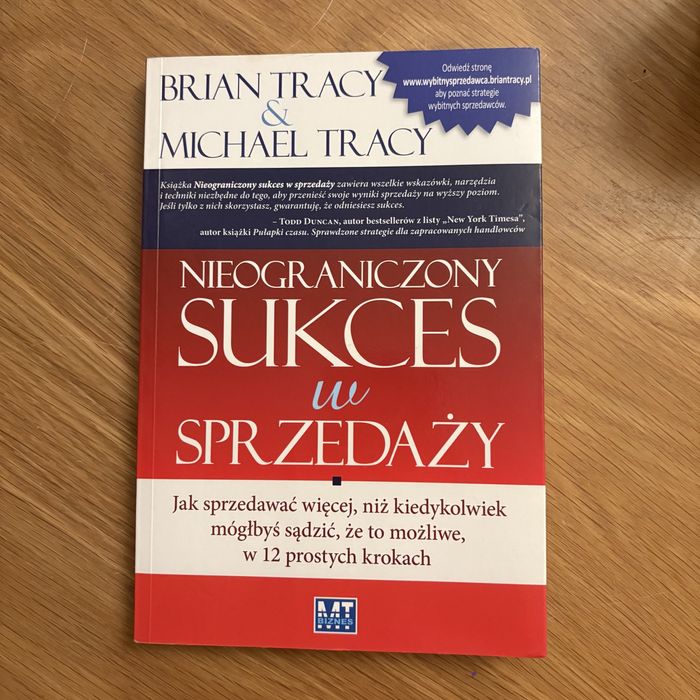 BRIAN TRACY
&
MICHAEL TRACY
Odwiedź stronę
www.wybitnysprzedawca.briantracy.pl
aby poznać strategie
wybitnych sprzedawców.
Książka Nieograniczony sukces w sprzedaży zawiera wszelkie wskazówki, narzędzia
i techniki niezbędne do tego, aby przenieść swoje wyniki sprzedaży na wyższy poziom.
Jeśli tylko z nich skorzystasz, gwarantuję, że odniesiesz sukces.
– TODD DUNCAN, autor bestsellerów z listy „New York Timesa”,
autor książki Pułapki czasu. Sprawdzone strategie dla zapracowanych handlowców
NIEOGRANICZONY
SUKCES
w
SPRZEDAŻY
Jak sprzedawać więcej, niż kiedykolwiek
mógłbyś sądzić, że to możliwe,
w 12 prostych krokach
MT
BIZNES